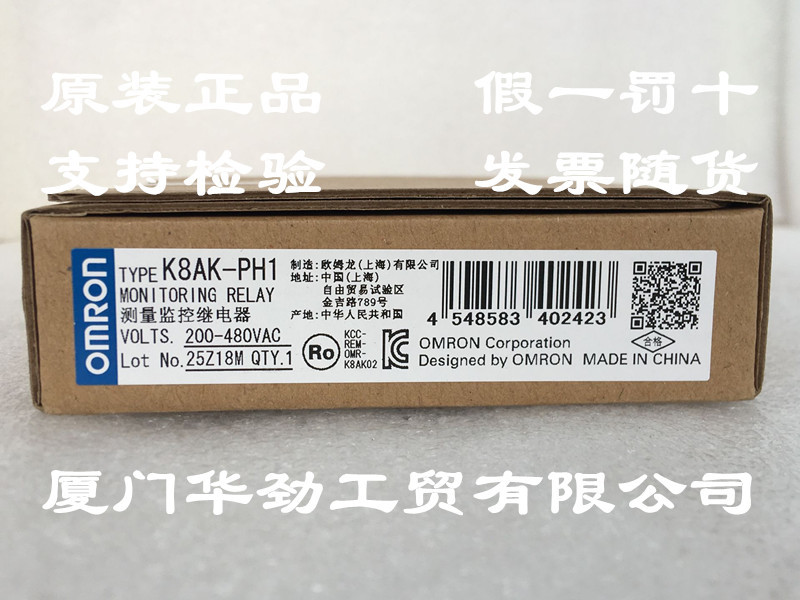 原装正品 假一罚十
支持检验 发票随货
OMRON
TYPE K8AK-PH1
MONITORING RELAY
测量监控继电器
VOLTS. 200-480VAC
Lot No. 25Z18M QTY.1
制造: 欧姆龙(上海)有限公司
地址: 中国(上海)
自由贸易试验区
金吉路789号
产地: 中华人民共和国
Ro
KCC-
REM-
OMR-
K8AK02
4 548583 402423
合格
OMRON Corporation
Designed by OMRON MADE IN CHINA
厦门华劲工贸有限公司